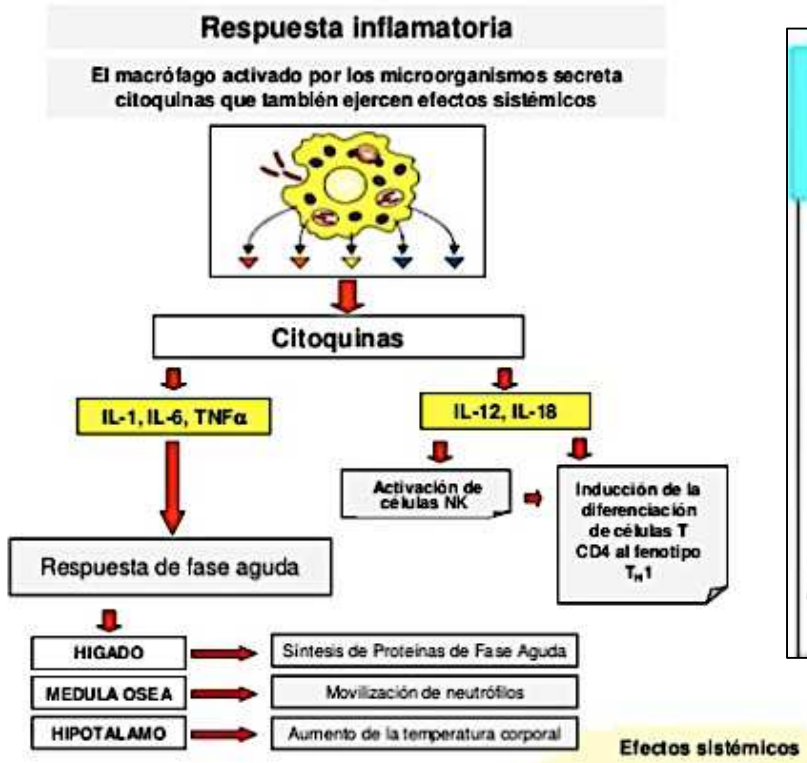 Respuesta inflamatoria
El macrófago activado por los microorganismos secreta
citoquinas que también ejercen efectos sistémicos
Citoquinas
IL-1, IL-6, TNFα
IL-12, IL-18
Activación de
células NK
Inducción de la
diferenciación
de células T
CD4 al fenotipo
TH1
Respuesta de fase aguda
HIGADO
Síntesis de Proteínas de Fase Aguda
MEDULA OSEA
Movilización de neutrófilos
HIPOTALAMO
Aumento de la temperatura corporal
Efectos sistémicos